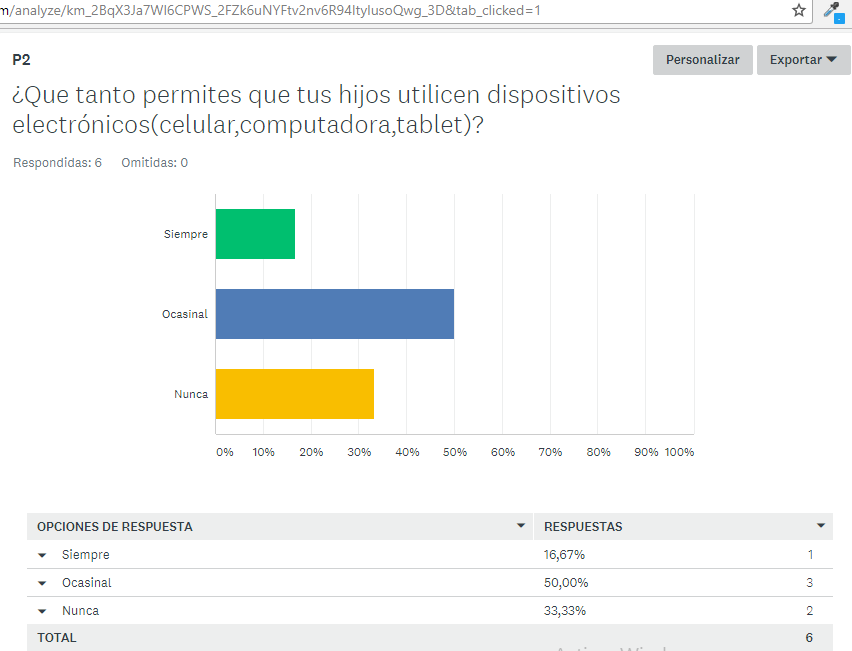 m/analyze/km_2BqX3Ja7WI6CPWS_2FZk6uNYFtv2nv6R94ItyIusoQwg_3D&tab_clicked=1
P2
Personalizar
Exportar
¿Que tanto permites que tus hijos utilicen dispositivos
electrónicos(celular,computadora,tablet)?
Respondidas: 6 Omitidas: 0
Siempre
Ocasinal
Nunca
0% 10% 20% 30% 40% 50% 60% 70% 80% 90% 100%
OPCIONES DE RESPUESTA RESPUESTAS
Siempre 16,67% 1
Ocasinal 50,00% 3
Nunca 33,33% 2
TOTAL 6